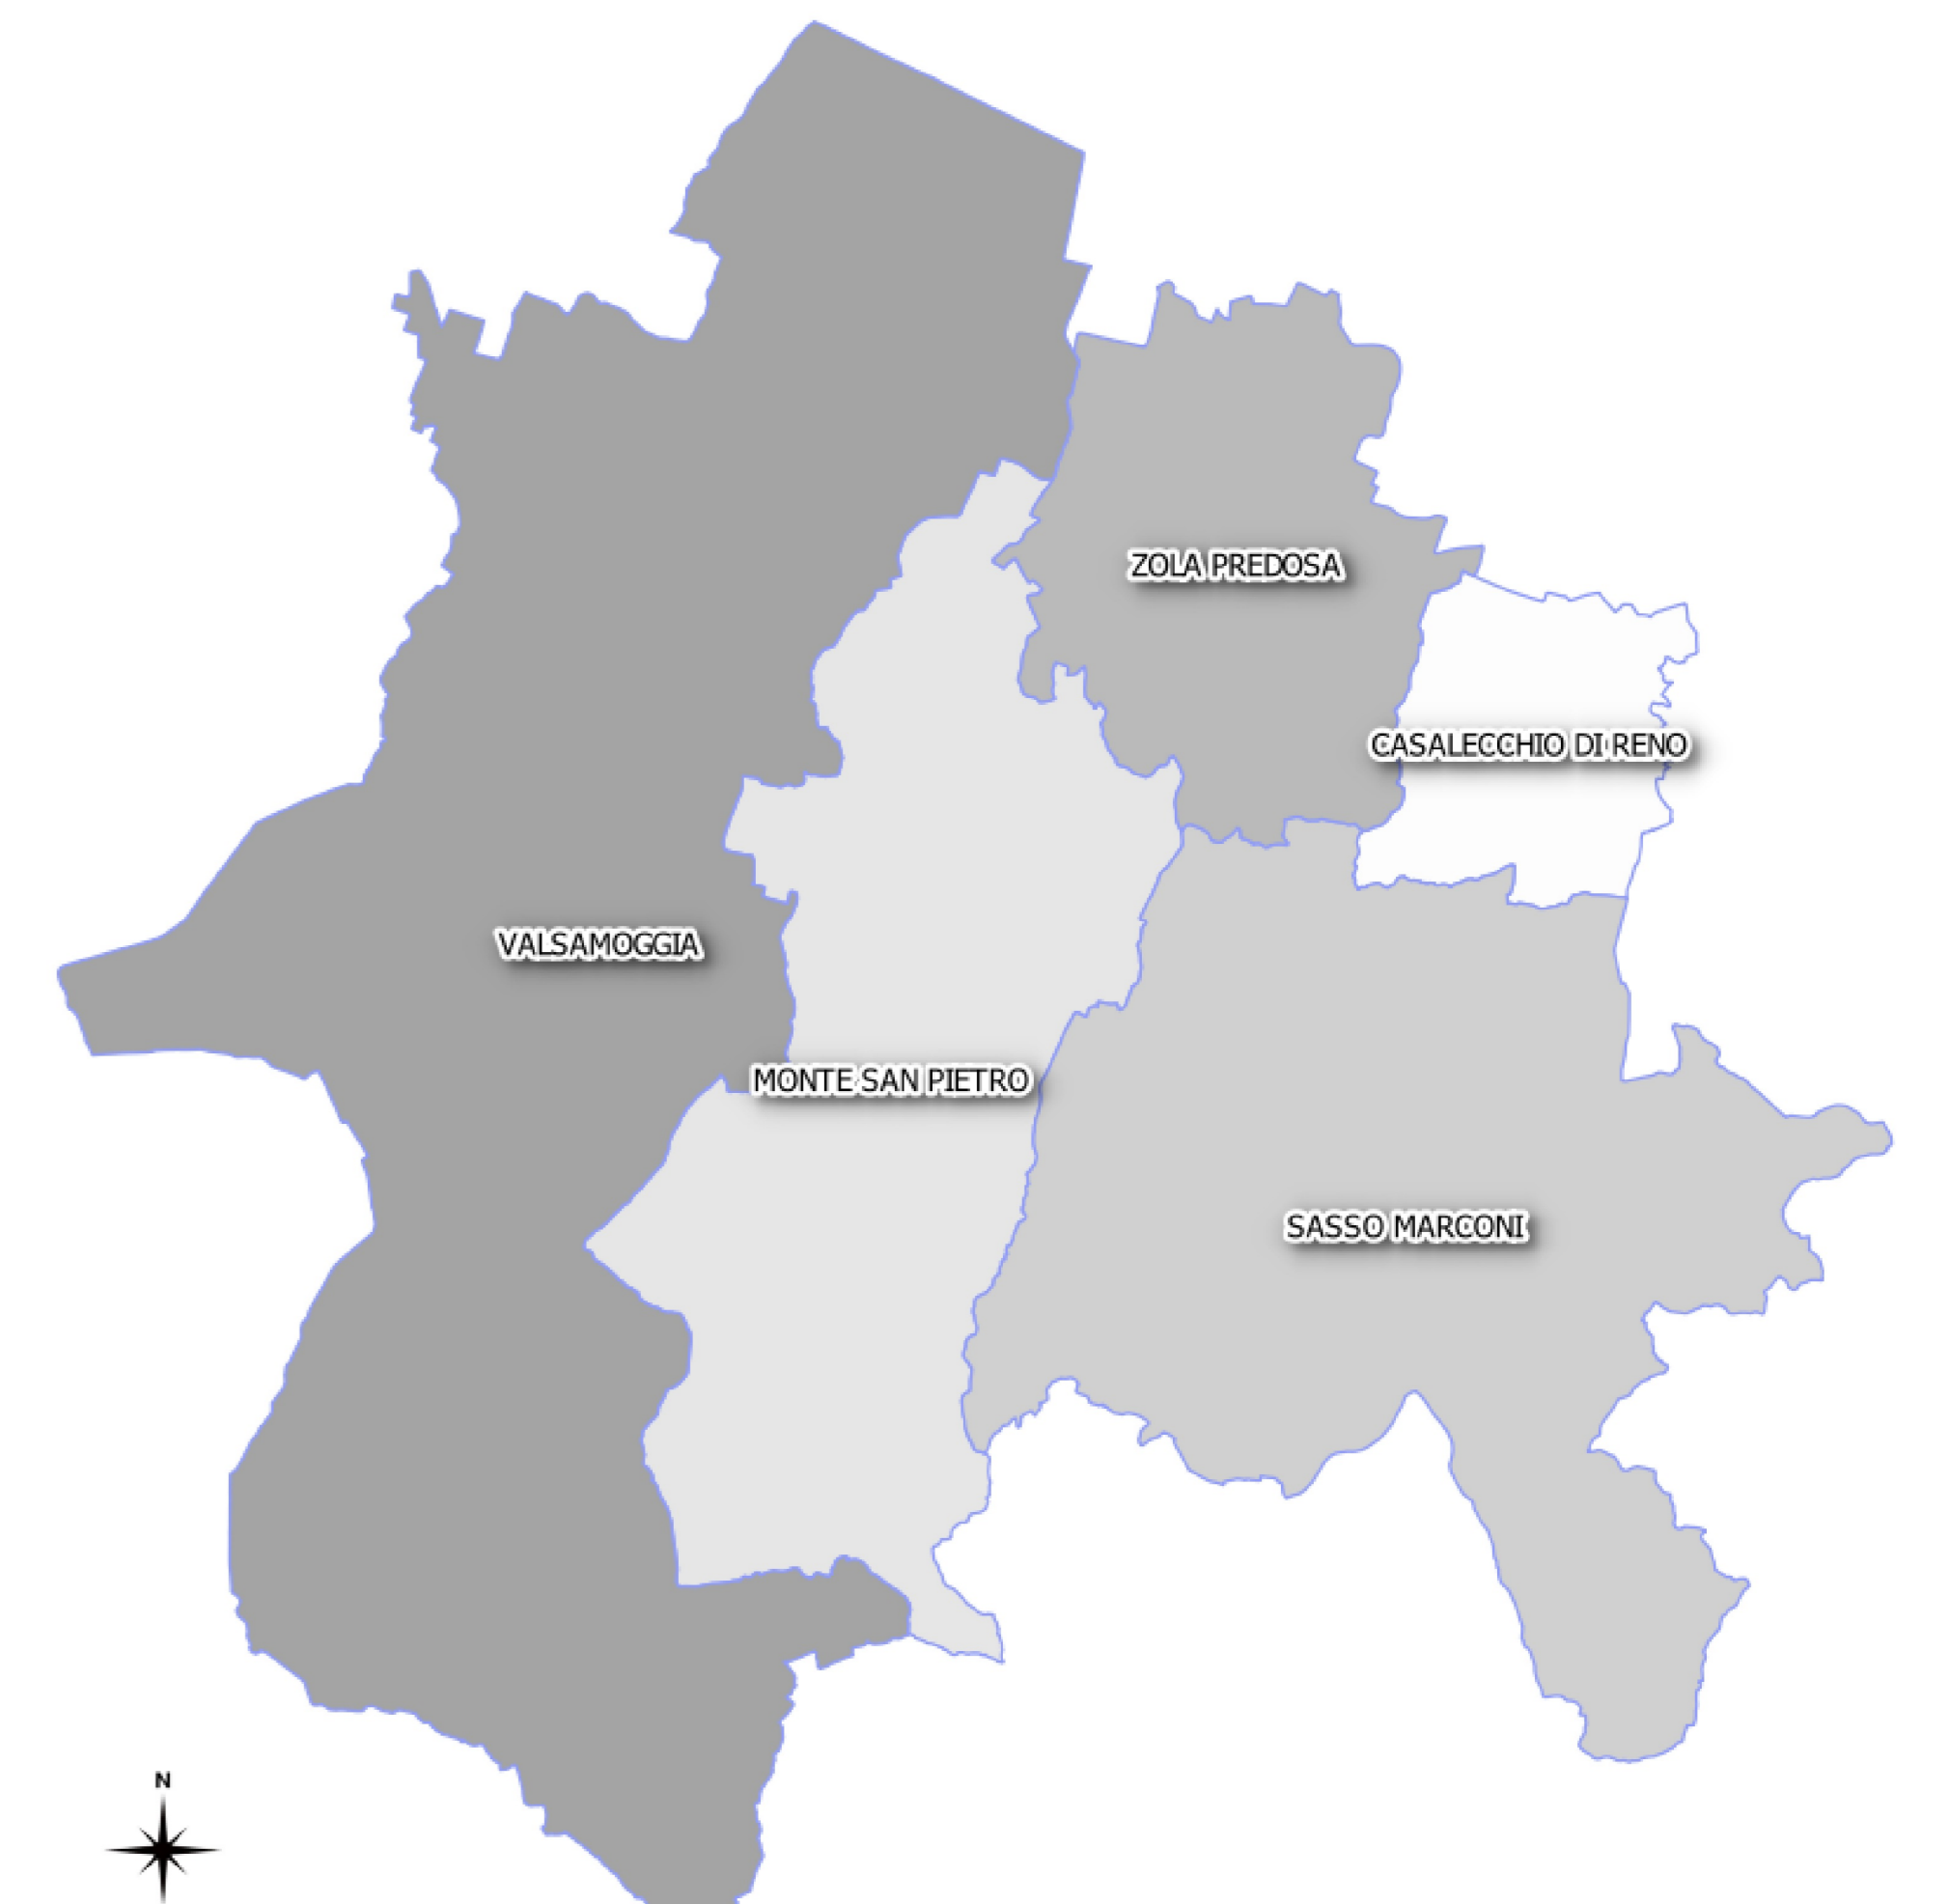 ZOLA PREDOSA
CASALECCHIO DI RENO
VALSAMOGGIA
MONTE SAN PIETRO
SASSO MARCONI
N